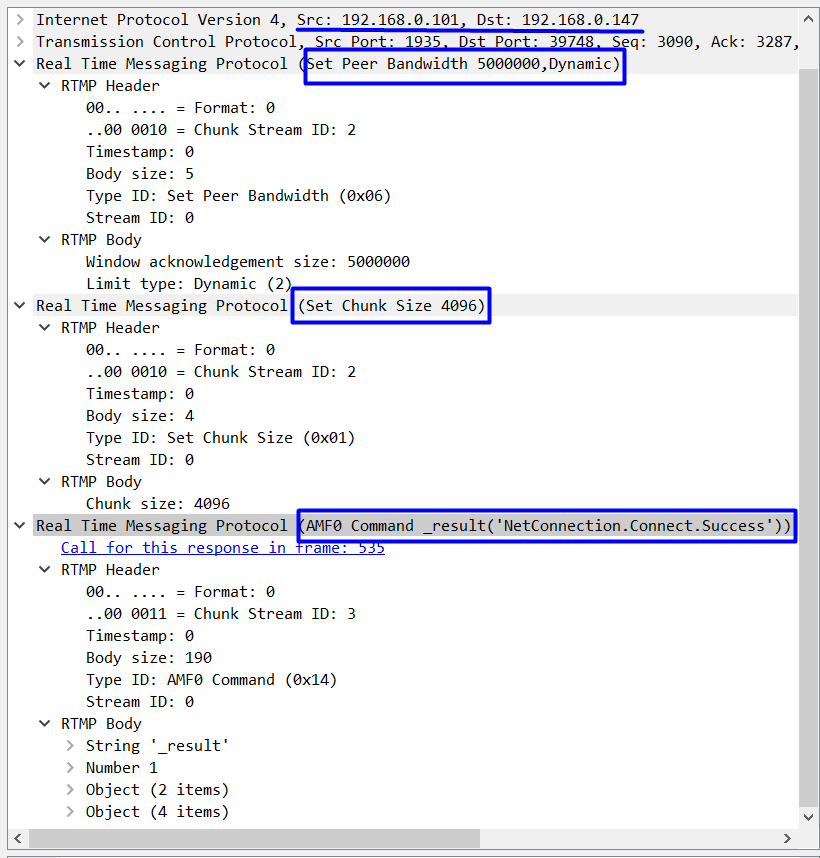 Internet Protocol Version 4, Src: 192.168.0.101, Dst: 192.168.0.147
Transmission Control Protocol, Src Port: 1935, Dst Port: 39748, Seq: 3090, Ack: 3287,
Real Time Messaging Protocol (Set Peer Bandwidth 5000000,Dynamic)
RTMP Header
00.. .... = Format: 0
..00 0010 = Chunk Stream ID: 2
Timestamp: 0
Body size: 5
Type ID: Set Peer Bandwidth (0x06)
Stream ID: 0
RTMP Body
Window acknowledgement size: 5000000
Limit type: Dynamic (2)
Real Time Messaging Protocol (Set Chunk Size 4096)
RTMP Header
00.. .... = Format: 0
..00 0010 = Chunk Stream ID: 2
Timestamp: 0
Body size: 4
Type ID: Set Chunk Size (0x01)
Stream ID: 0
RTMP Body
Chunk size: 4096
Real Time Messaging Protocol (AMF0 Command _result('NetConnection.Connect.Success'))
Call for this response in frame: 535
RTMP Header
00.. .... = Format: 0
..00 0011 = Chunk Stream ID: 3
Timestamp: 0
Body size: 190
Type ID: AMF0 Command (0x14)
Stream ID: 0
RTMP Body
String '_result'
Number 1
Object (2 items)
Object (4 items)